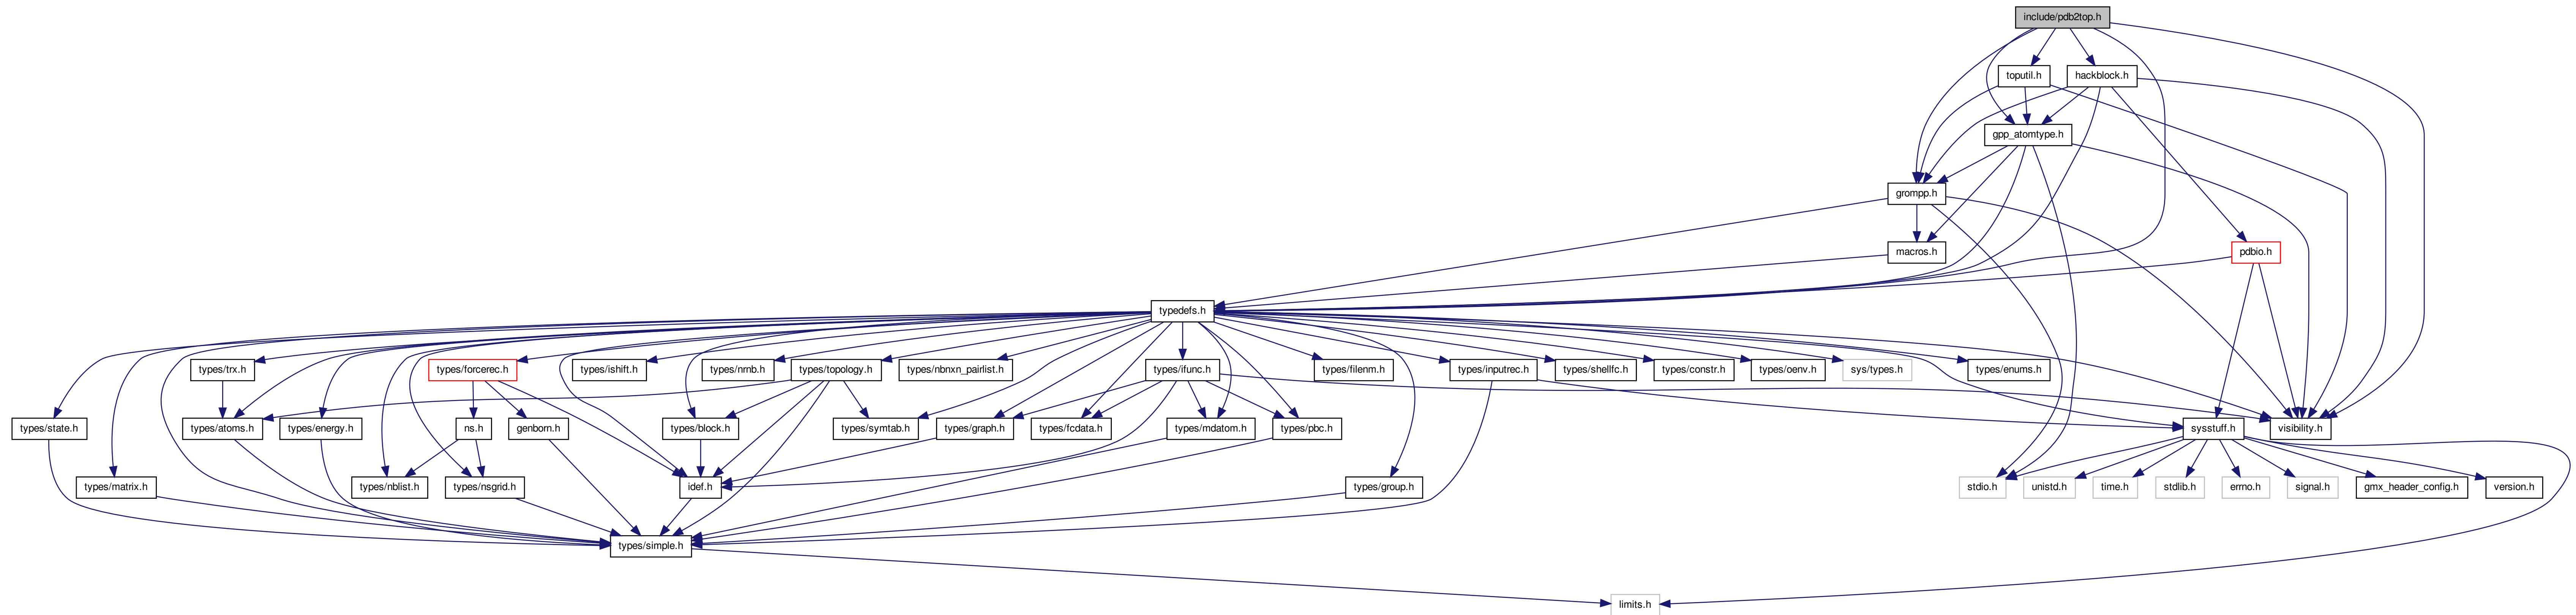 include/pdb2top.h
toputil.h
hackblock.h
gpp_atomtype.h
grompp.h
macros.h
pdbio.h
typedefs.h
types/trx.h
types/forcerec.h
types/ishift.h
types/nrnb.h
types/topology.h
types/nbnxn_pairlist.h
types/ifunc.h
types/filenm.h
types/inputrec.h
types/shellfc.h
types/constr.h
types/oenv.h
sys/types.h
types/enums.h
types/state.h
types/atoms.h
types/energy.h
ns.h
genborn.h
types/block.h
types/symtab.h
types/graph.h
types/fcdata.h
types/mdatom.h
types/pbc.h
sysstuff.h
visibility.h
types/matrix.h
types/nblist.h
types/nsgrid.h
idef.h
types/group.h
stdio.h
unistd.h
time.h
stdlib.h
errno.h
signal.h
gmx_header_config.h
version.h
types/simple.h
limits.h